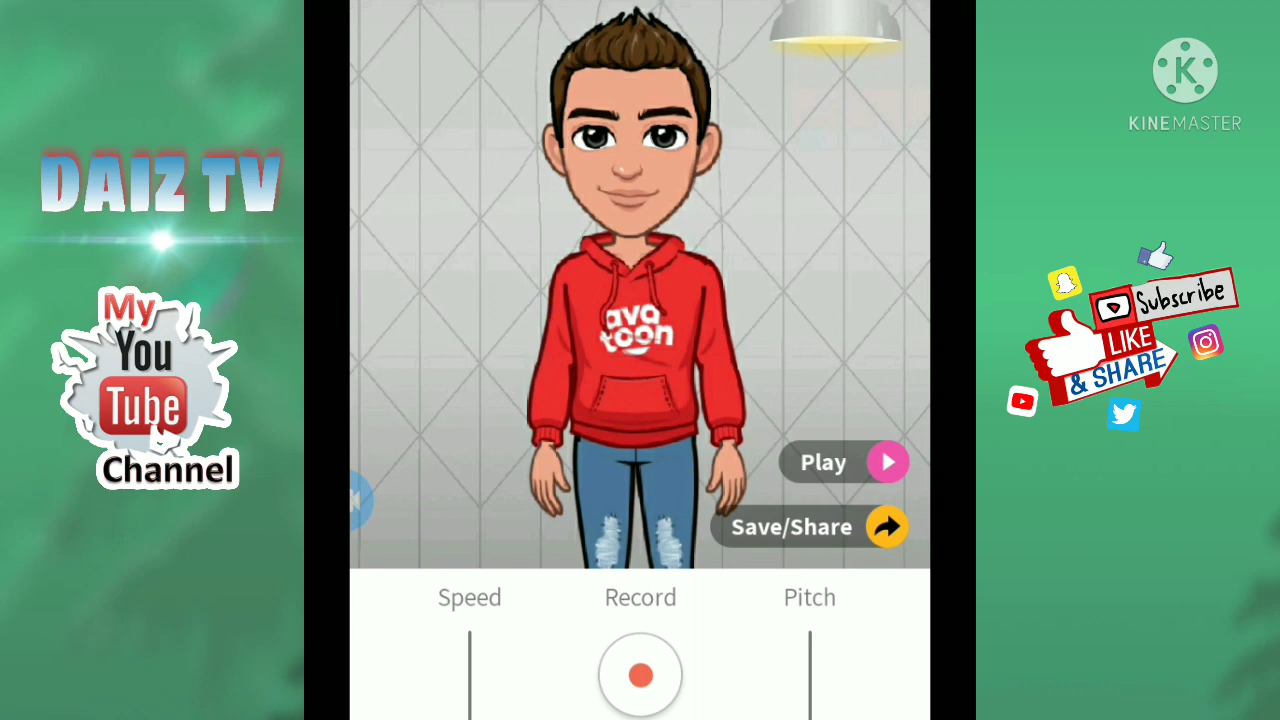 DAIZ TV
My
You
Tube
Channel
ava
toon
Play
Save/Share
Speed
Record
Pitch
K
KINEMASTER
Subscribe
LIKE
& SHARE